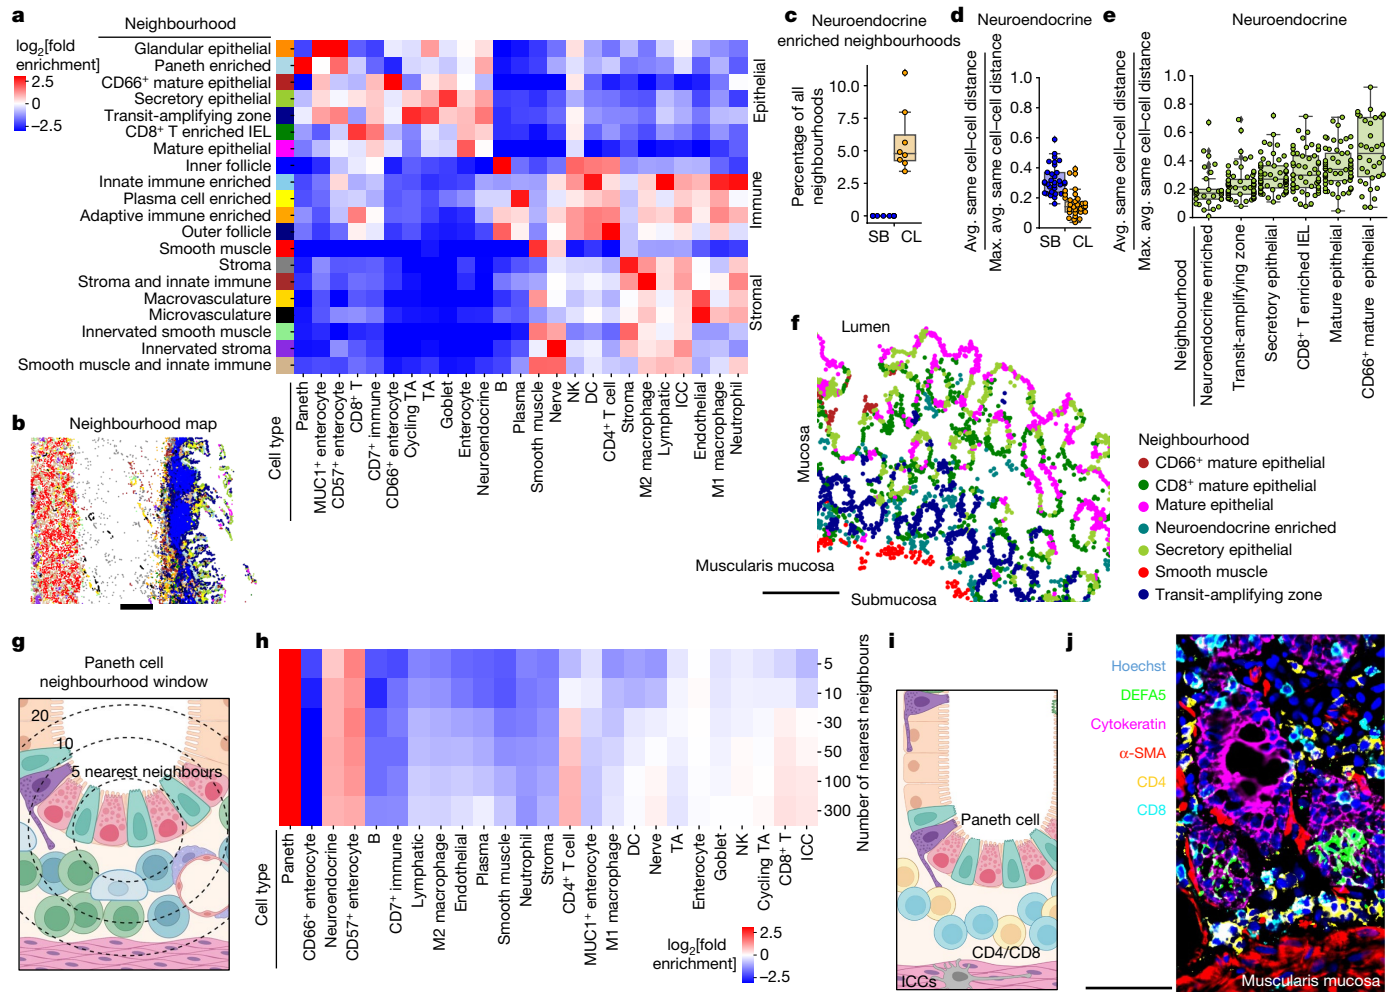 a
Neighbourhood
log2[fold
enrichment]
2.5
0
−2.5
Glandular epithelial
Paneth enriched
CD66+ mature epithelial
Secretory epithelial
Transit-amplifying zone
CD8+ T enriched IEL
Mature epithelial
Inner follicle
Innate immune enriched
Plasma cell enriched
Adaptive immune enriched
Outer follicle
Smooth muscle
Stroma
Stroma and innate immune
Macrovasculature
Microvasculature
Innervated smooth muscle
Innervated stroma
Smooth muscle and innate immune
Epithelial
Immune
Stromal
Cell type
Paneth
MUC1+ enterocyte
CD57+ enterocyte
CD8+ T
CD7+ immune
CD66+ enterocyte
Cycling TA
TA
Goblet
Enterocyte
Neuroendocrine
B
Plasma
Smooth muscle
Nerve
NK
DC
CD4+ T cell
Stroma
M2 macrophage
Lymphatic
ICC
Endothelial
M1 macrophage
Neutrophil
b
Neighbourhood map
c
Neuroendocrine
enriched neighbourhoods
Percentage of all
neighbourhoods
10.0
7.5
5.0
2.5
0
SB CL
d
Neuroendocrine
Avg. same cell–cell distance
Max. avg. same cell–cell distance
1.0
0.8
0.6
0.4
0.2
0
SB CL
e
Neuroendocrine
Avg. same cell–cell distance
Max. avg. same cell–cell distance
1.0
0.8
0.6
0.4
0.2
0
Neighbourhood
Neuroendocrine enriched
Transit-amplifying zone
Secretory epithelial
CD8+ T enriched IEL
Mature epithelial
CD66+ mature epithelial
f
Lumen
Mucosa
Muscularis mucosa
Submucosa
Neighbourhood
CD66+ mature epithelial
CD8+ mature epithelial
Mature epithelial
Neuroendocrine enriched
Secretory epithelial
Smooth muscle
Transit-amplifying zone
g
Paneth cell
neighbourhood window
20
10
5 nearest neighbours
h
5
10
30
50
100
300
Number of nearest neighbours
Cell type
Paneth
CD66+ enterocyte
Neuroendocrine
CD57+ enterocyte
B
CD7+ immune
Lymphatic
M2 macrophage
Endothelial
Plasma
Smooth muscle
Neutrophil
Stroma
CD4+ T cell
MUC1+ enterocyte
M1 macrophage
DC
Nerve
TA
Enterocyte
Goblet
NK
Cycling TA
CD8+ T
ICC
log2[fold
enrichment]
2.5
0
−2.5
i
Paneth cell
CD4/CD8
ICCs
j
Hoechst
DEFA5
Cytokeratin
α-SMA
CD4
CD8
Muscularis mucosa